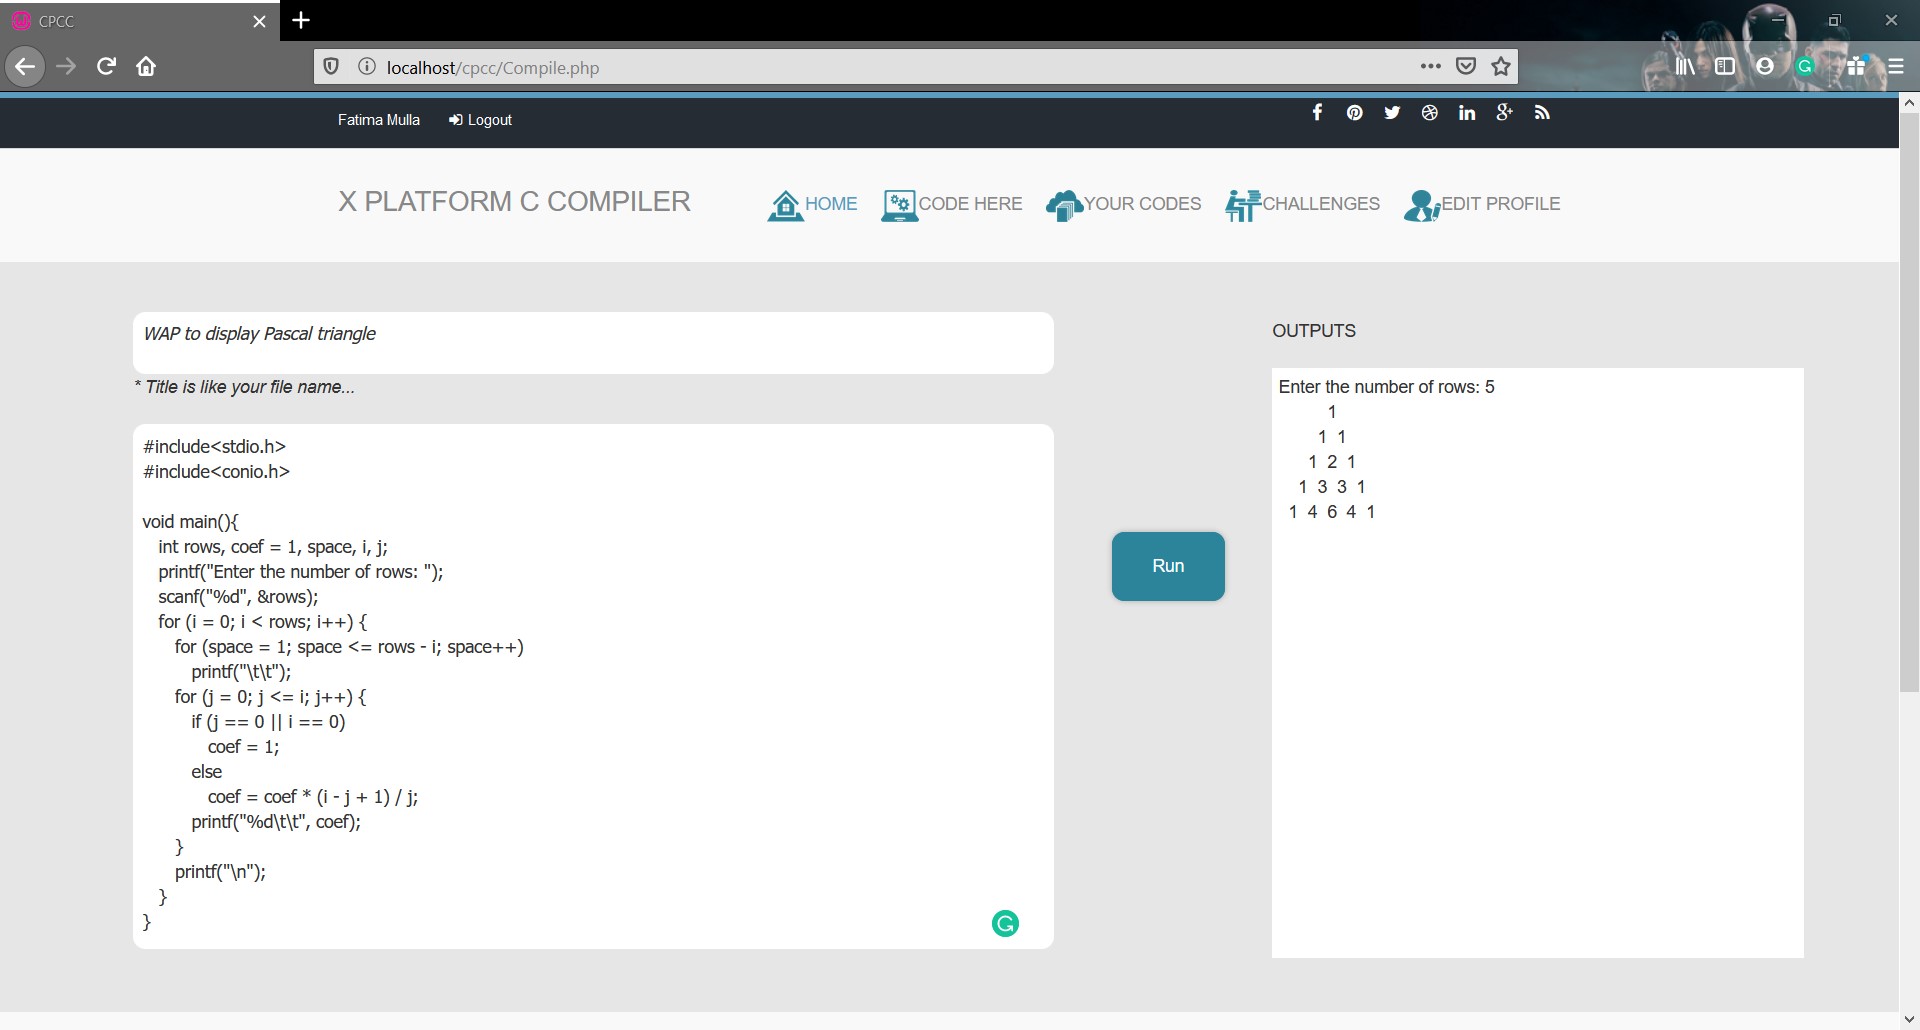 CPCC
localhost/cpcc/Compile.php
Fatima Mulla Logout
X PLATFORM C COMPILER HOME CODE HERE YOUR CODES CHALLENGES EDIT PROFILE
WAP to display Pascal triangle
* Title is like your file name...
#include<stdio.h>
#include<conio.h>
void main(){
int rows, coef = 1, space, i, j;
printf("Enter the number of rows: ");
scanf("%d", &rows);
for (i = 0; i < rows; i++) {
for (space = 1; space <= rows - i; space++)
printf("\t\t");
for (j = 0; j <= i; j++) {
if (j == 0 || i == 0)
coef = 1;
else
coef = coef * (i - j + 1) / j;
printf("%d\t\t", coef);
}
printf("\n");
}
}
Run
OUTPUTS
Enter the number of rows: 5
1
1 1
1 2 1
1 3 3 1
1 4 6 4 1